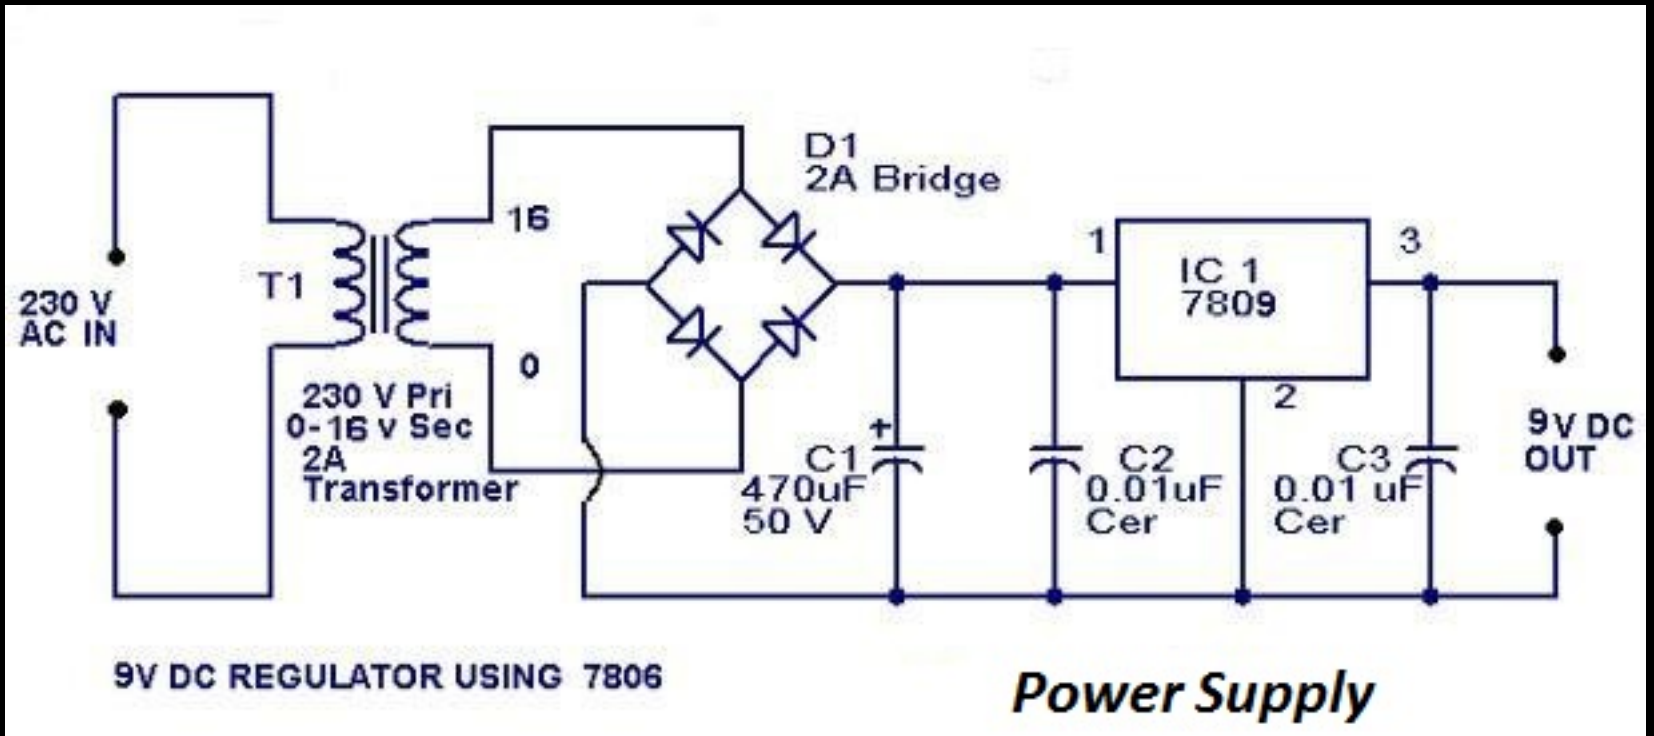 D1
2A Bridge
16
1
3
IC 1
7809
T1
230 V
AC IN
0
2
230 V Pri
0-16 v Sec
2A
Transformer
+
C1
470uF
50 V
C2
0.01uF
Cer
C3
0.01 uF
Cer
9V DC
OUT
9V DC REGULATOR USING 7806
Power Supply